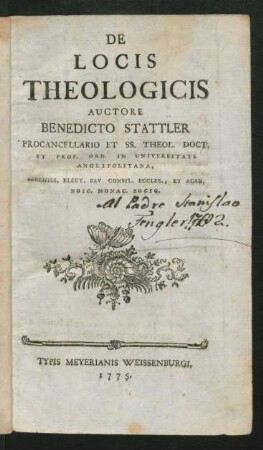 DE
LOCIS
THEOLOGICIS
AUCTORE
BENEDICTO STATTLER
PROCANCELLARIO ET SS. THEOL. DOCT.
ET PROF. ORD. IN UNIVERSITATE
ANGLIPOLITANA,
SERENISS. ELECT. BAV. CONSIL. ECCLES., ET ACAD.
BOIC. MONAC. SOCIO.
Al Padre Stanislao
Fengler
TYPIS MEYERIANIS WEISSENBURGI,
1775.